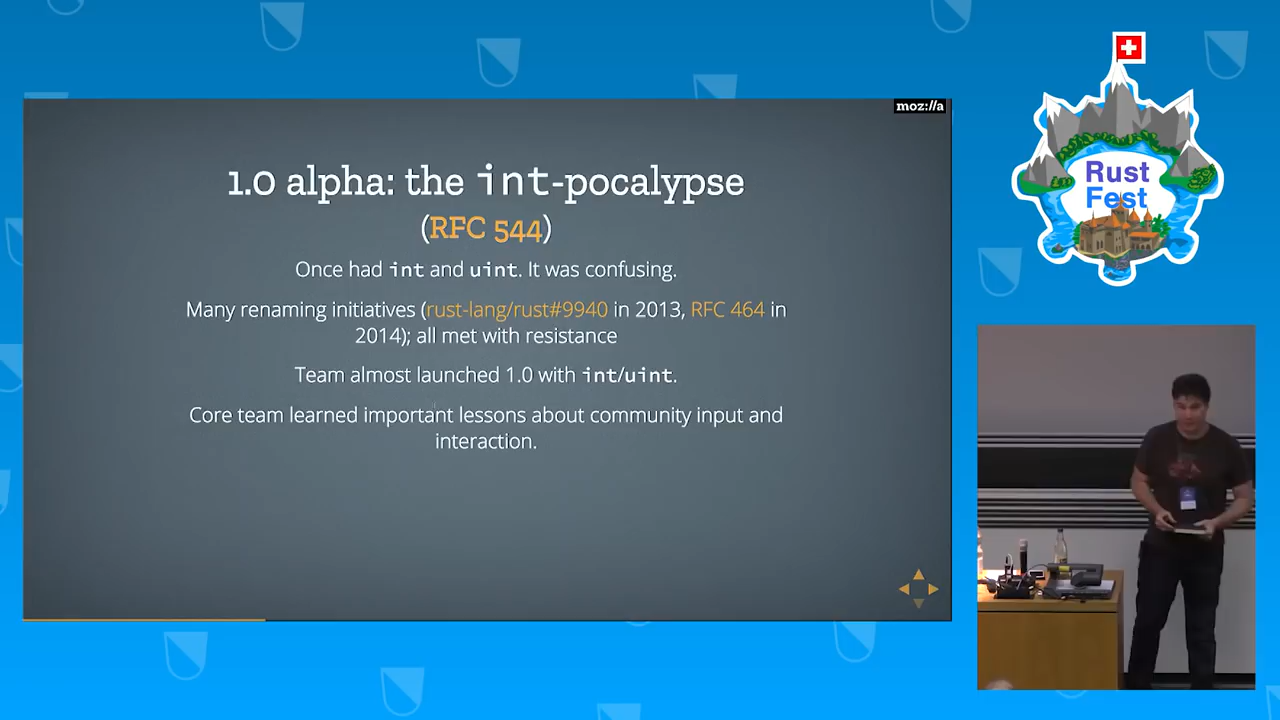 moz://a
1.0 alpha: the int-pocalypse
(RFC 544)
Once had int and uint. It was confusing.
Many renaming initiatives (rust-lang/rust#9940 in 2013, RFC 464 in
2014); all met with resistance
Team almost launched 1.0 with int/uint.
Core team learned important lessons about community input and
interaction.
Rust
Fest